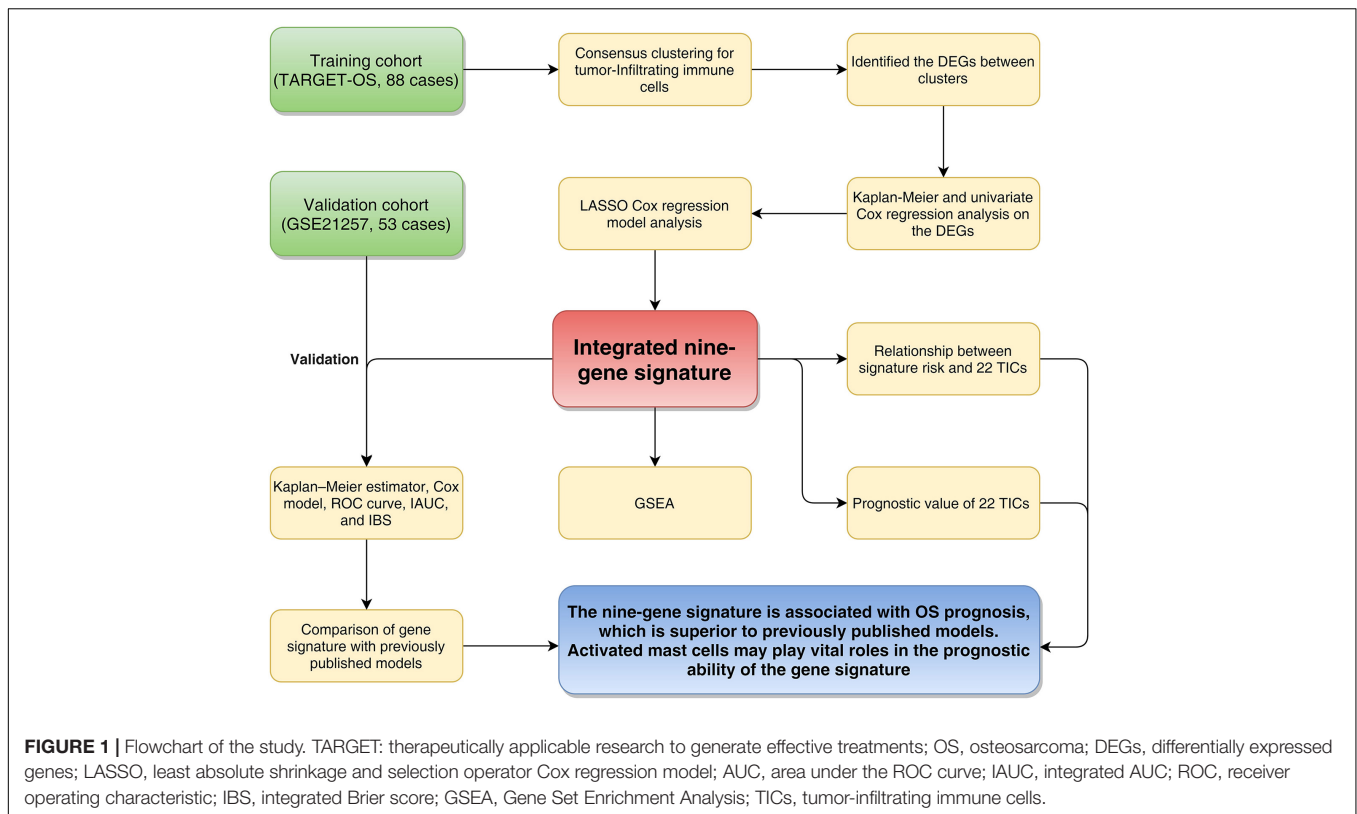 Training cohort
(TARGET-OS, 88 cases)
Consensus clustering for
tumor-Infiltrating immune
cells
Identified the DEGs between
clusters
Validation cohort
(GSE21257, 53 cases)
LASSO Cox regression
model analysis
Kaplan-Meier and univariate
Cox regression analysis on
the DEGs
Validation
Integrated nine-
gene signature
Relationship between
signature risk and 22 TICs
Kaplan–Meier estimator, Cox
model, ROC curve, IAUC,
and IBS
GSEA
Prognostic value of 22 TICs
Comparison of gene
signature with previously
published models
The nine-gene signature is associated with OS prognosis,
which is superior to previously published models.
Activated mast cells may play vital roles in the prognostic
ability of the gene signature
FIGURE 1 | Flowchart of the study. TARGET: therapeutically applicable research to generate effective treatments; OS, osteosarcoma; DEGs, differentially expressed
genes; LASSO, least absolute shrinkage and selection operator Cox regression model; AUC, area under the ROC curve; IAUC, integrated AUC; ROC, receiver
operating characteristic; IBS, integrated Brier score; GSEA, Gene Set Enrichment Analysis; TICs, tumor-infiltrating immune cells.